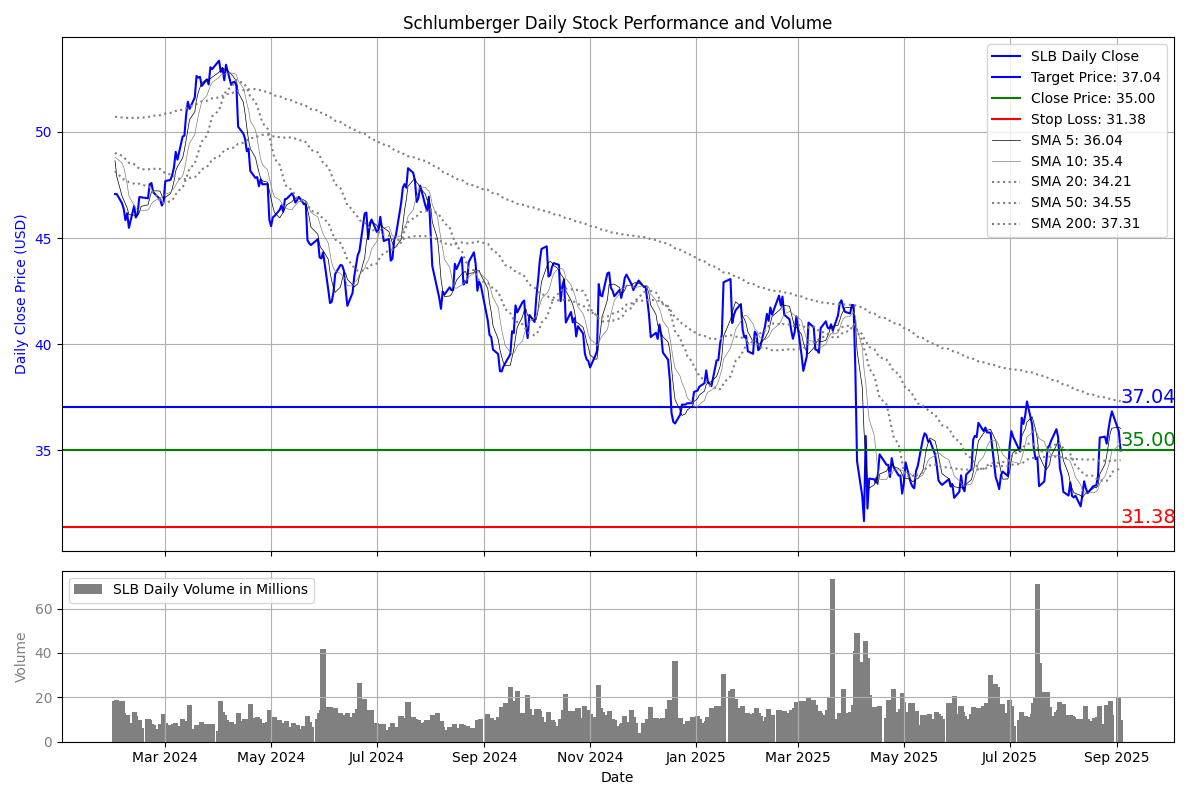 Schlumberger Daily Stock Performance and Volume
SLB Daily Close
Target Price: 37.04
Close Price: 35.00
Stop Loss: 31.38
SMA 5: 36.04
SMA 10: 35.4
SMA 20: 34.21
SMA 50: 34.55
SMA 200: 37.31
Daily Close Price (USD)
50
45
40
35
37.04
35.00
31.38
SLB Daily Volume in Millions
Volume
60
40
20
0
Mar 2024 May 2024 Jul 2024 Sep 2024 Nov 2024 Jan 2025 Mar 2025 May 2025 Jul 2025 Sep 2025
Date